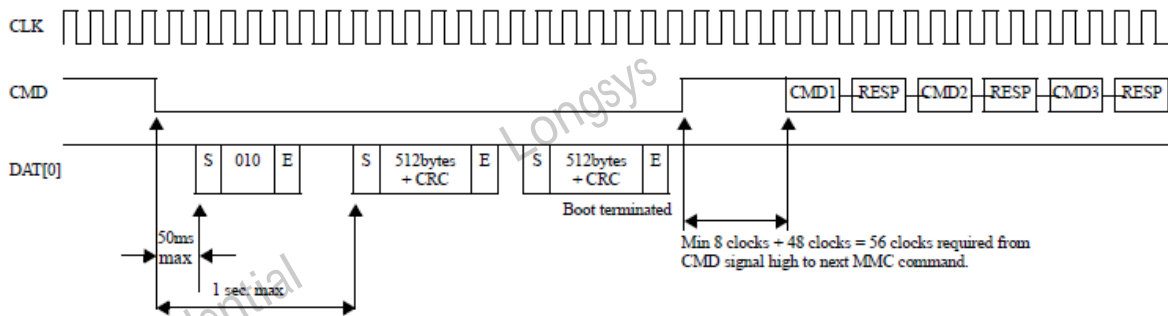 CLK
CMD
CMD1 RESP CMD2 RESP CMD3 RESP
Longsys
DAT[0]
S 010 E S 512bytes + CRC E S 512bytes + CRC E
Boot terminated
50ms
max
Min 8 clocks + 48 clocks = 56 clocks required from
CMD signal high to next MMC command.
1 sec. max